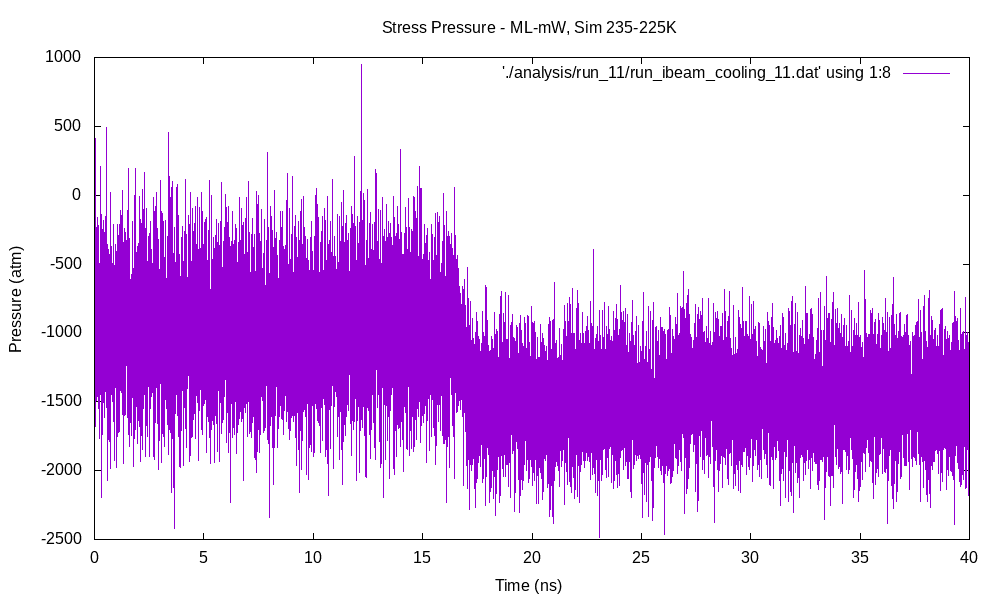 Stress Pressure - ML-mW, Sim 235-225K
'./analysis/run_11/run_ibeam_cooling_11.dat' using 1:8
1000
500
0
-500
-1000
-1500
-2000
-2500
Pressure (atm)
0 5 10 15 20 25 30 35 40
Time (ns)